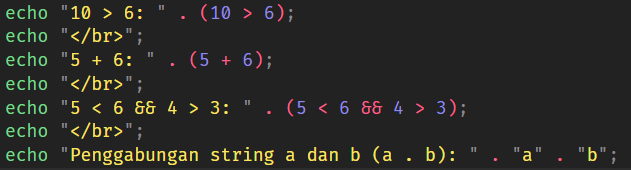 echo "10 > 6: " . (10 > 6);
echo "</br>";
echo "5 + 6: " . (5 + 6);
echo "</br>";
echo "5 < 6 && 4 > 3: " . (5 < 6 && 4 > 3);
echo "</br>";
echo "Penggabungan string a dan b (a . b): " . "a" . "b";